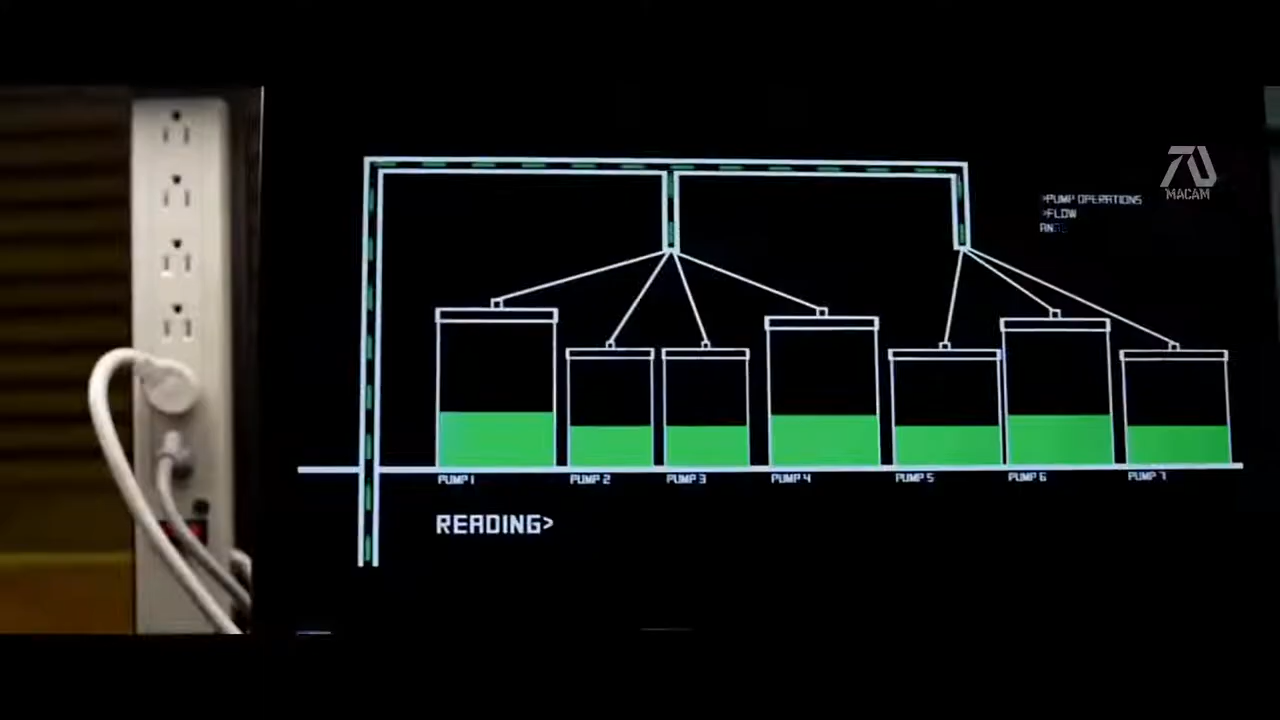 70
MACAM
>PUMP OPERATIONS
>FLOW
PUMP 1
PUMP 2
PUMP 3
PUMP 4
PUMP 5
PUMP 6
PUMP 7
READING>